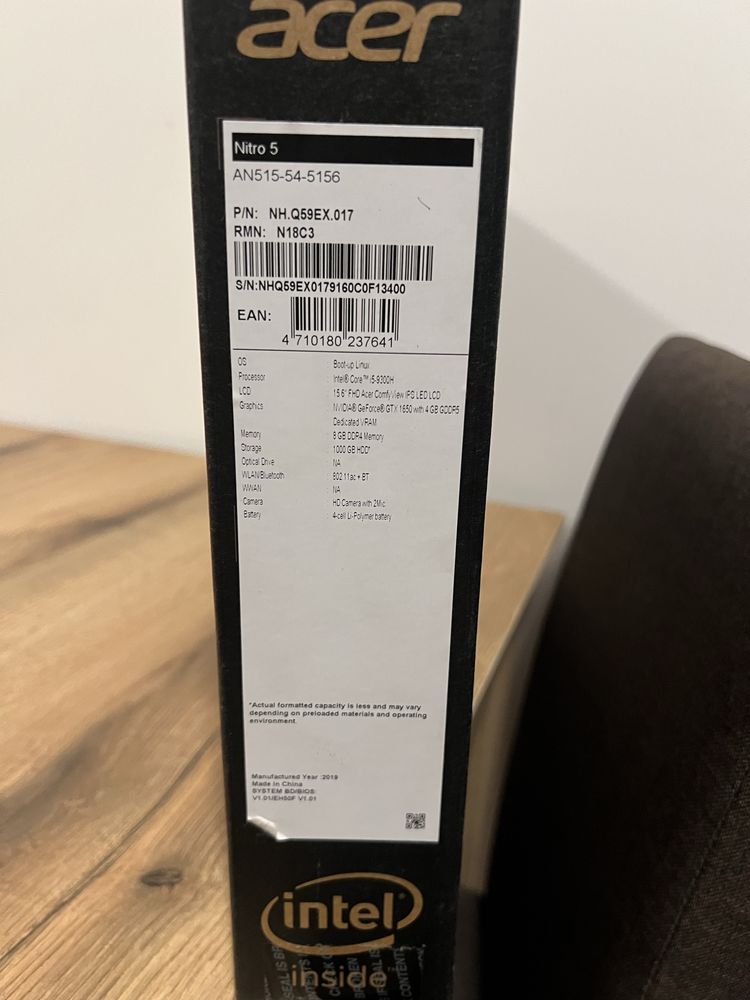 acer
Nitro 5
AN515-54-5156
P/N: NH.Q59EX.017
RMN: N18C3
S/N:NHQ59EX0179160C0F13400
EAN:
4 710180 237641
OS Boot-up Linux
Processor Intel® Core™ i5-9300H
LCD 15.6" FHD Acer ComfyView IPS LED LCD
Graphics NVIDIA® GeForce® GTX 1650 with 4 GB GDDR5
Dedicated VRAM
Memory 8 GB DDR4 Memory
Storage 1000 GB HDD*
Optical Drive NA
WLAN/Bluetooth 802.11ac + BT
WWAN NA
Camera HD Camera with 2Mic
Battery 4-cell Li-Polymer battery
*Actual formatted capacity is less and may vary
depending on preloaded materials and operating
environment.
Manufactured Year :2019
Made in China
SYSTEM BD/BIOS:
V1.01/EH50F V1.01
intel
inside™